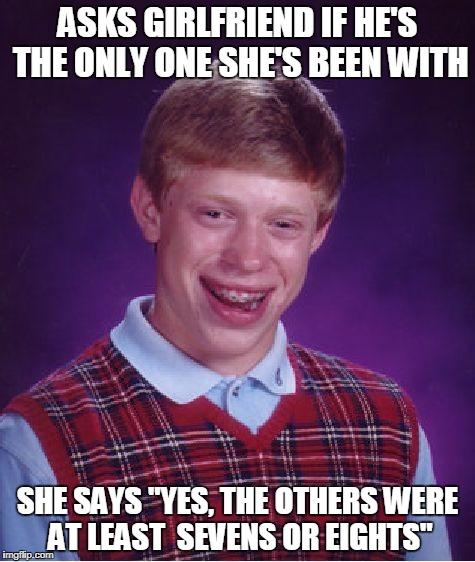 ASKS GIRLFRIEND IF HE'S
THE ONLY ONE SHE'S BEEN WITH
SHE SAYS "YES, THE OTHERS WERE
AT LEAST SEVENS OR EIGHTS"
imgflip.com